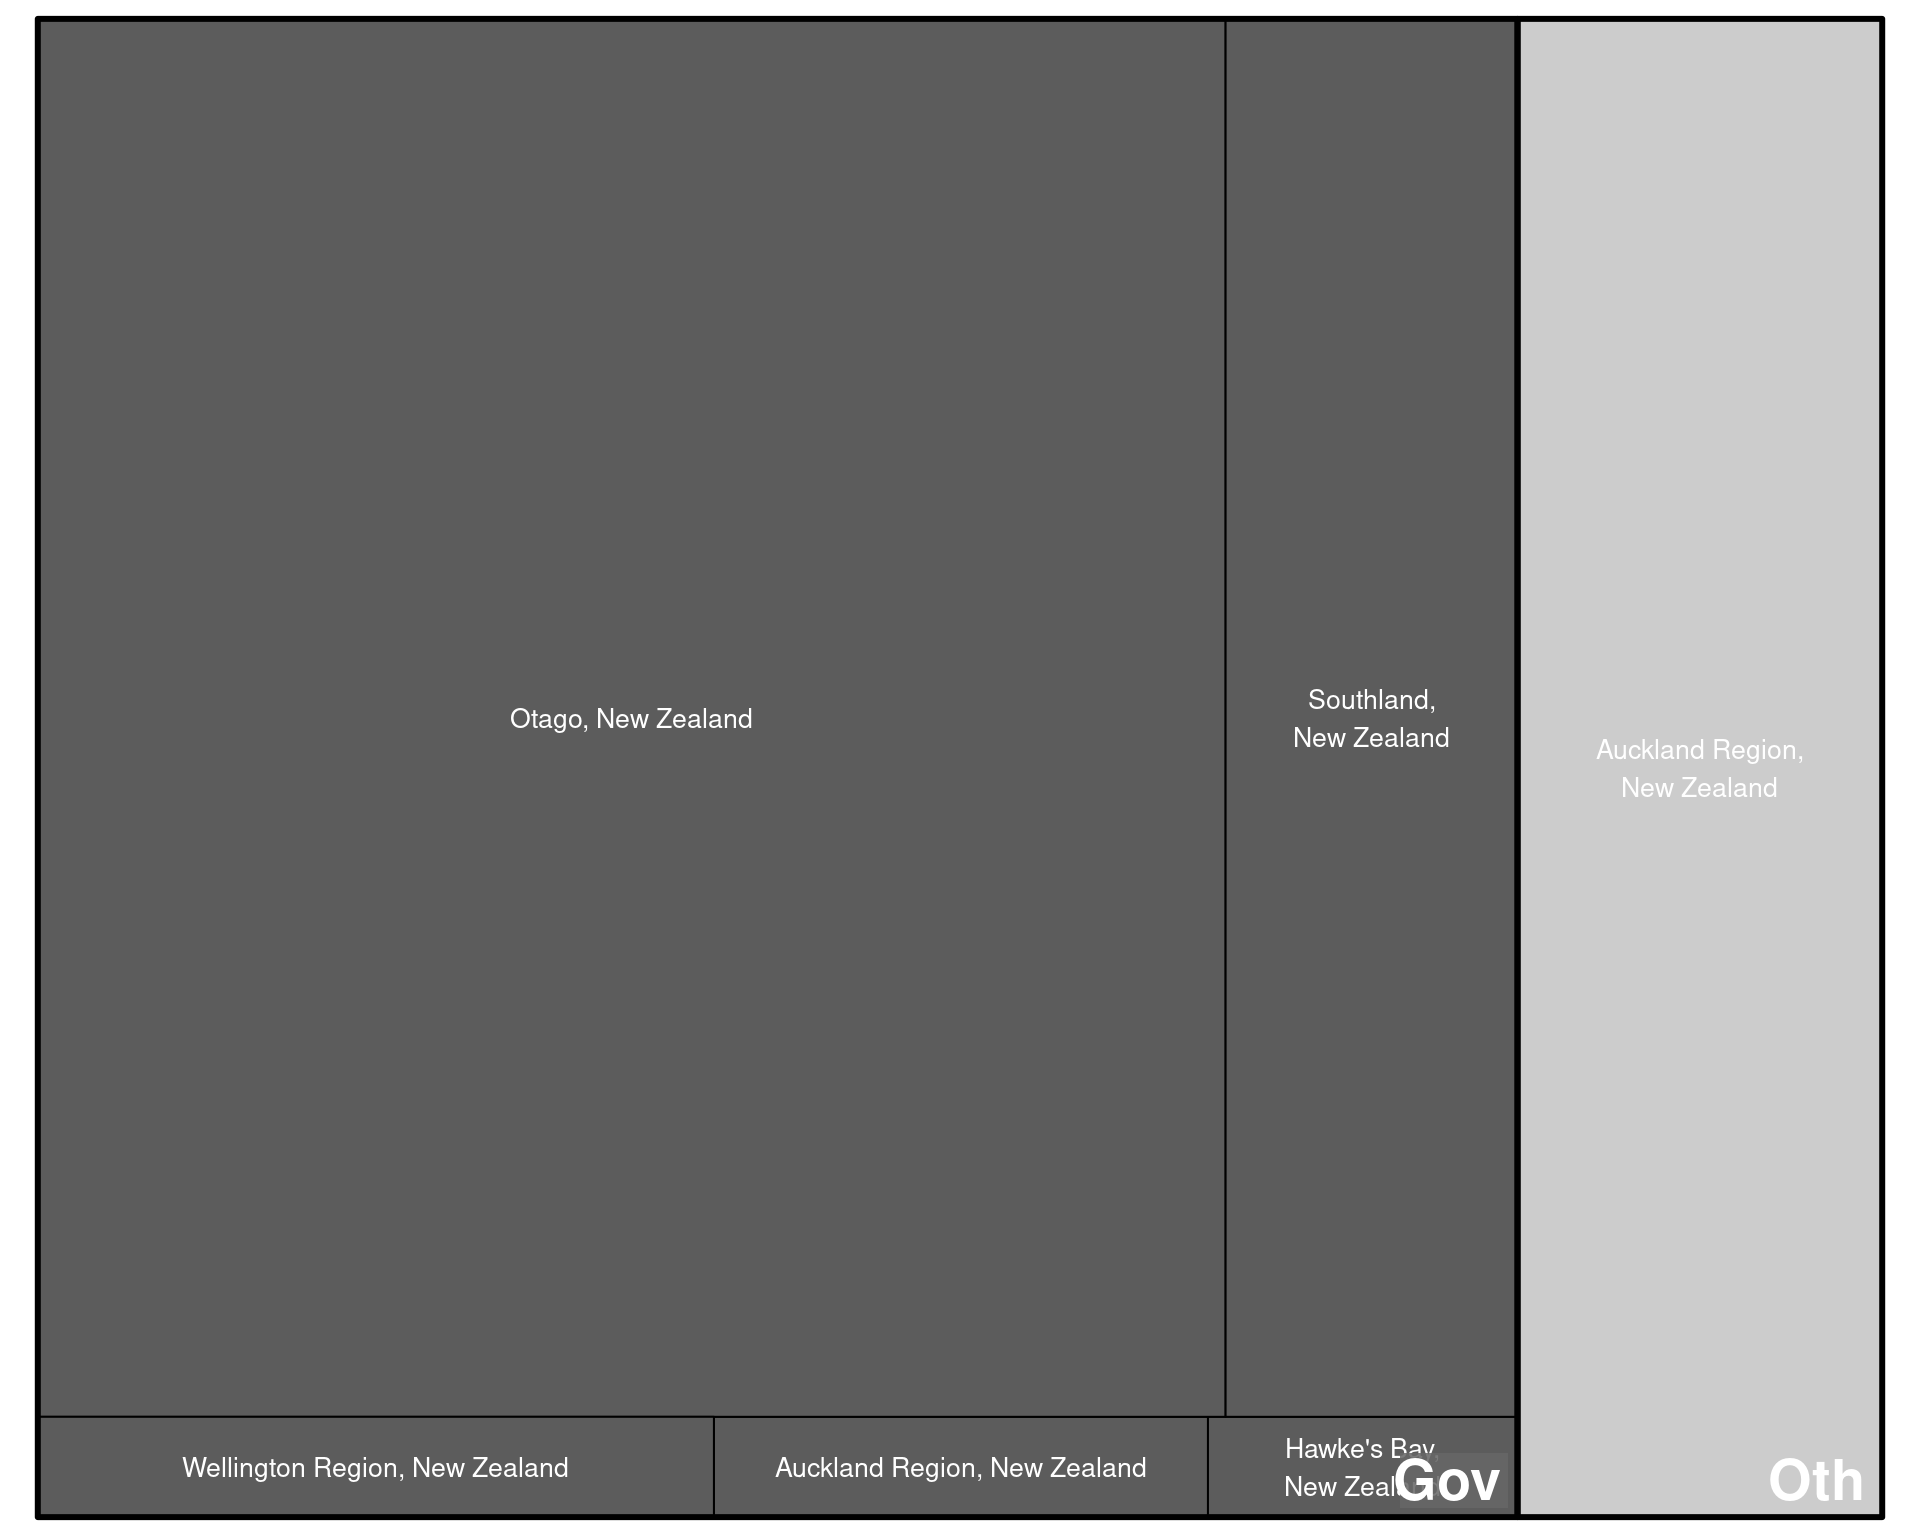 Otago, New Zealand
Southland,
New Zealand
Auckland Region,
New Zealand
Wellington Region, New Zealand
Auckland Region, New Zealand
Hawke's Bay,
New Zealand
Gov
Oth